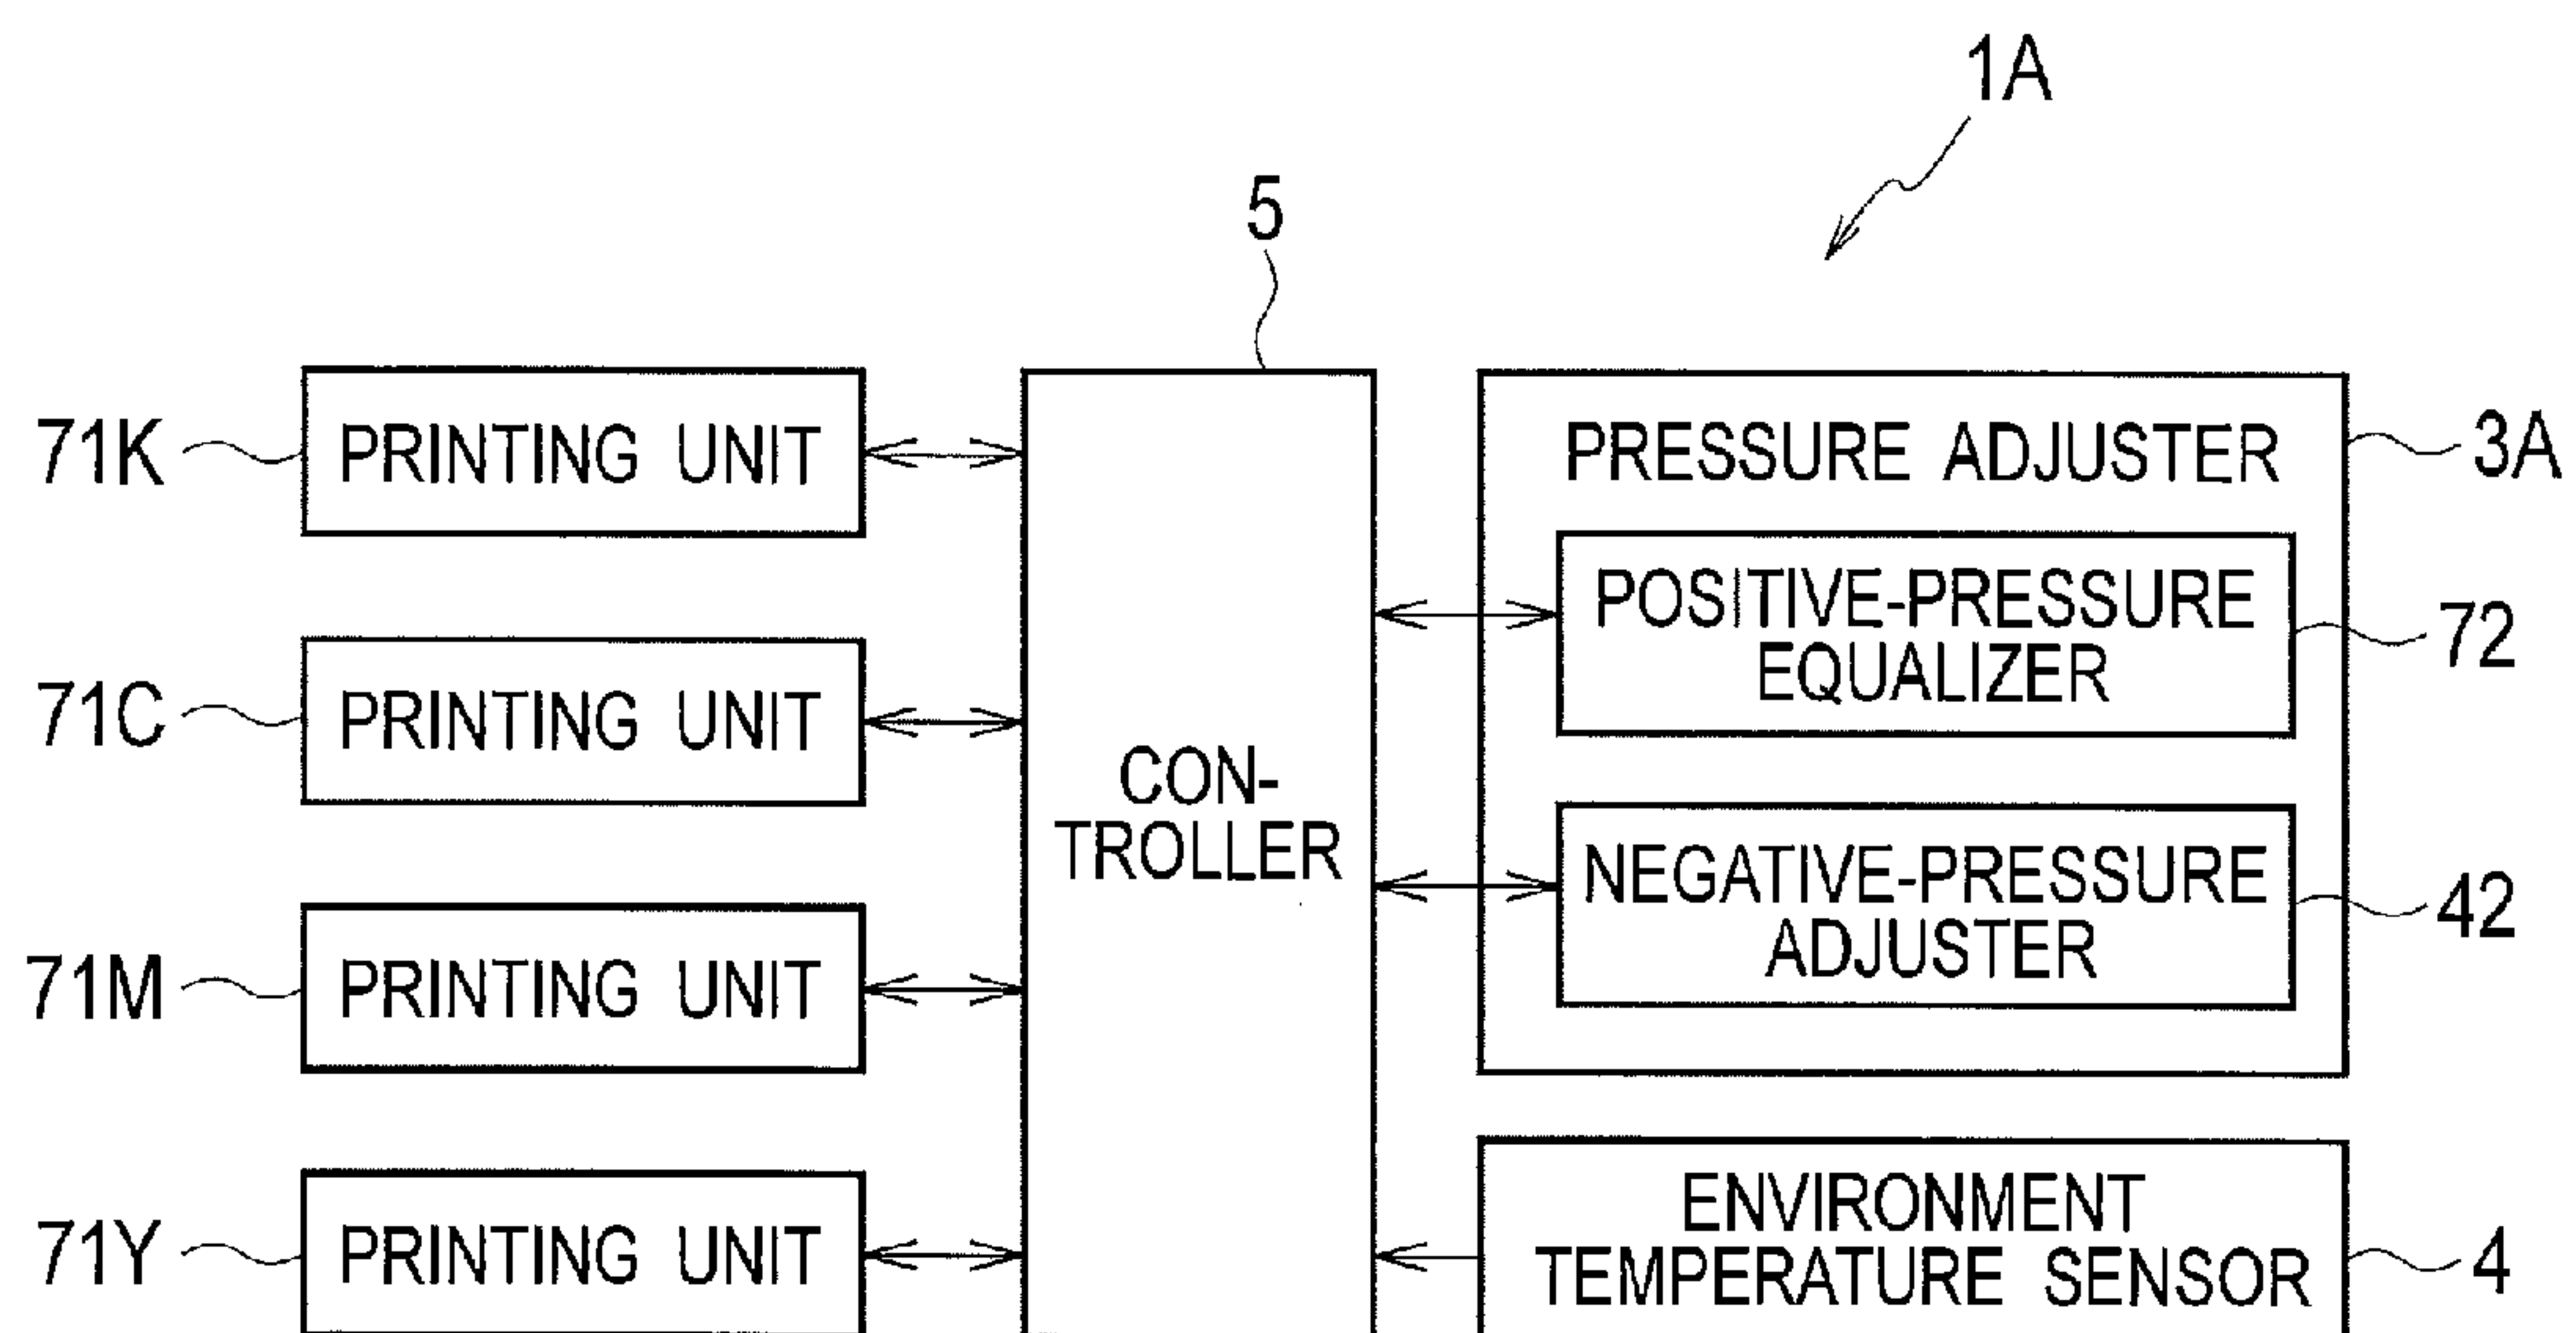 1A
5
71K
PRINTING UNIT
PRESSURE ADJUSTER
3A
POSITIVE-PRESSURE
EQUALIZER
72
71C
PRINTING UNIT
CON-
TROLLER
NEGATIVE-PRESSURE
ADJUSTER
42
71M
PRINTING UNIT
71Y
PRINTING UNIT
ENVIRONMENT
TEMPERATURE SENSOR
4